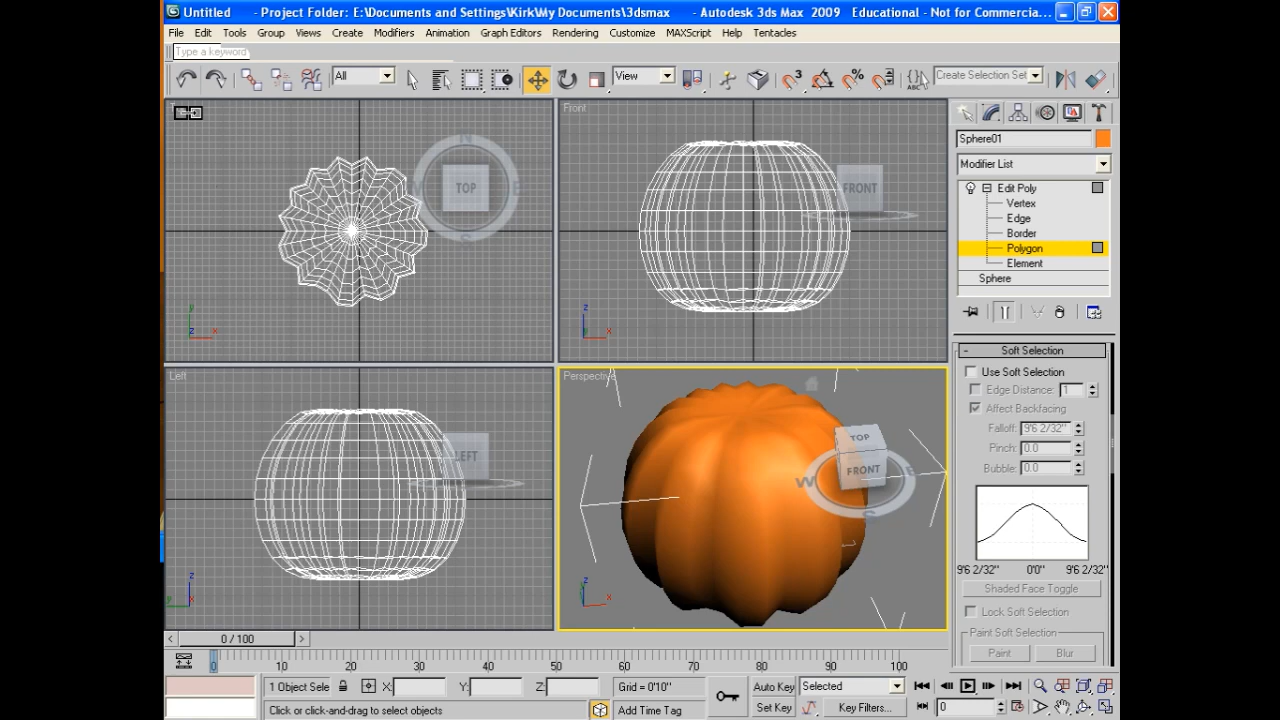 Untitled - Project Folder: E:\Documents and Settings\Kirk\My Documents\3dsmax - Autodesk 3ds Max 2009 Educational - Not for Commercia...
File Edit Tools Group Views Create Modifiers Animation Graph Editors Rendering Customize MAXScript Help Tentacles
Type a keyword
All View Create Selection Set
Front
N
TOP
E
S
FRONT
Sphere01
Modifier List
Edit Poly
Vertex
Edge
Border
Polygon
Element
Sphere
z y x
z x
Left
LEFT
z y
Perspective
TOP
FRONT
W E
S
z x
Soft Selection
Use Soft Selection
Edge Distance: 1
Affect Backfacing
Falloff: 9'6 2/32"
Pinch: 0.0
Bubble: 0.0
9'6 2/32" 0'0" 9'6 2/32"
Shaded Face Toggle
Lock Soft Selection
Paint Soft Selection
Paint Blur
0 / 100
0 10 20 30 40 50 60 70 80 90 100
1 Object Sele X: Y: Z: Grid = 0'10" Auto Key Selected
Click or click-and-drag to select objects Add Time Tag Set Key Key Filters... 0